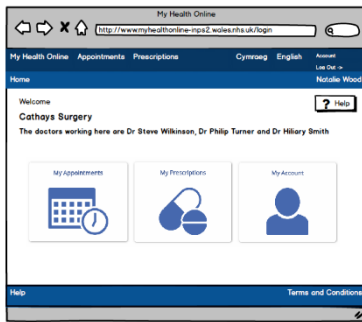 My Health Online
http://www.myhealthonline-inps2.wales.nhs.uk/login
My Health Online Appointments Prescriptions Cymraeg English Account
Log Out ->
Home Natalie Wood
Welcome
? Help
Cathays Surgery
The doctors working here are Dr Steve Wilkinson, Dr Philip Turner and Dr Hiliary Smith
My Appointments My Prescriptions My Account
Help Terms and Conditions